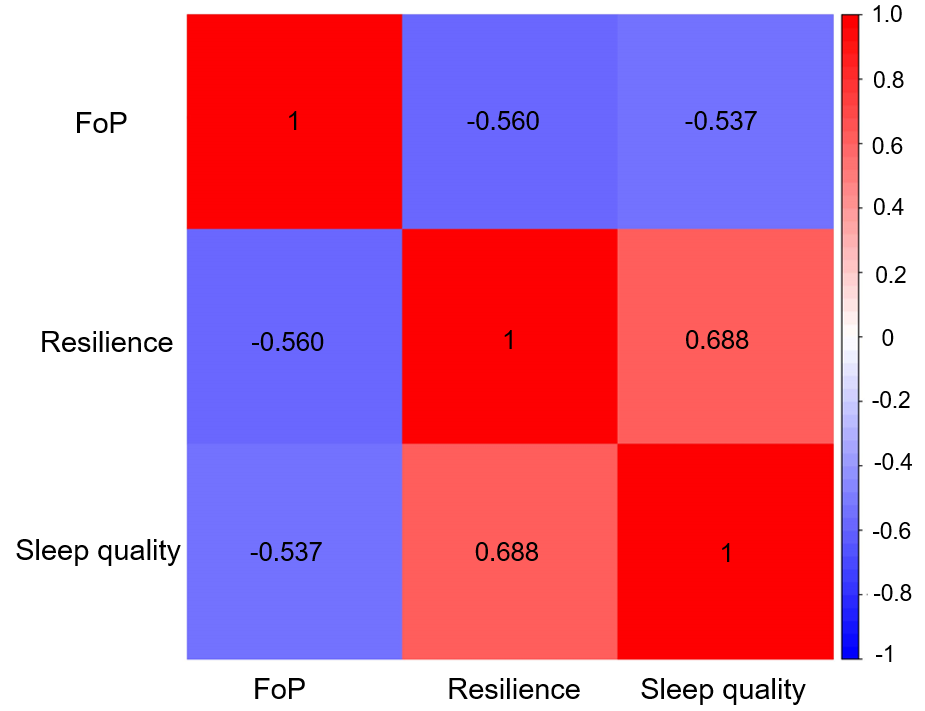 FoP 1 -0.560 -0.537
Resilience -0.560 1 0.688
Sleep quality -0.537 0.688 1
FoP Resilience Sleep quality
1.0
0.8
0.6
0.4
0.2
0
-0.2
-0.4
-0.6
-0.8
-1